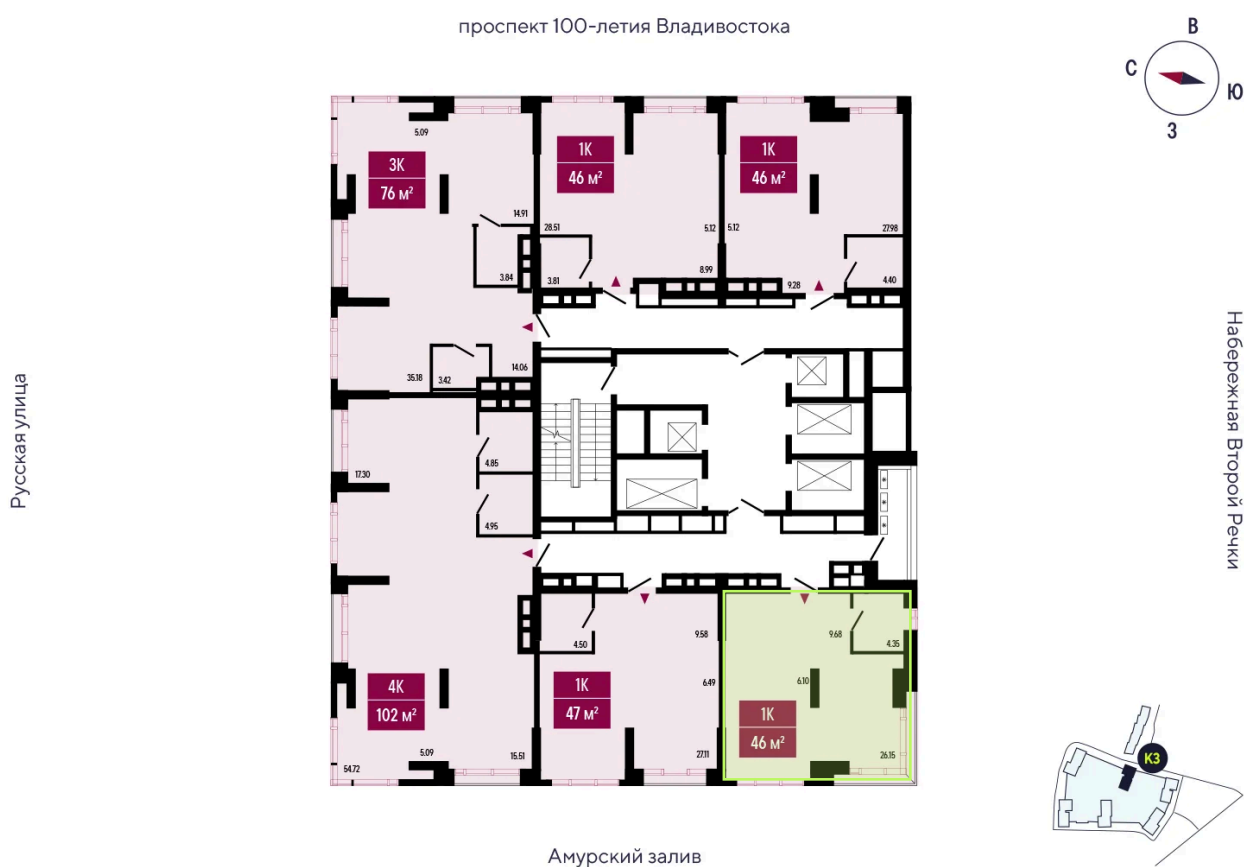 проспект 100-летия Владивостока
В
С
Ю
З
5.09
3К
76 м²
14.91
3.84
35.18
3.42
14.06
1К
46 м²
28.51
5.12
3.81
8.99
1К
46 м²
5.12
27.98
9.28
4.40
Русская улица
Набережная Второй Речки
17.30
4.85
4.95
4К
102 м²
54.72
5.09
15.51
4.50
9.58
6.49
1К
47 м²
27.11
9.68
4.35
6.10
1К
46 м²
26.15
К3
Амурский залив